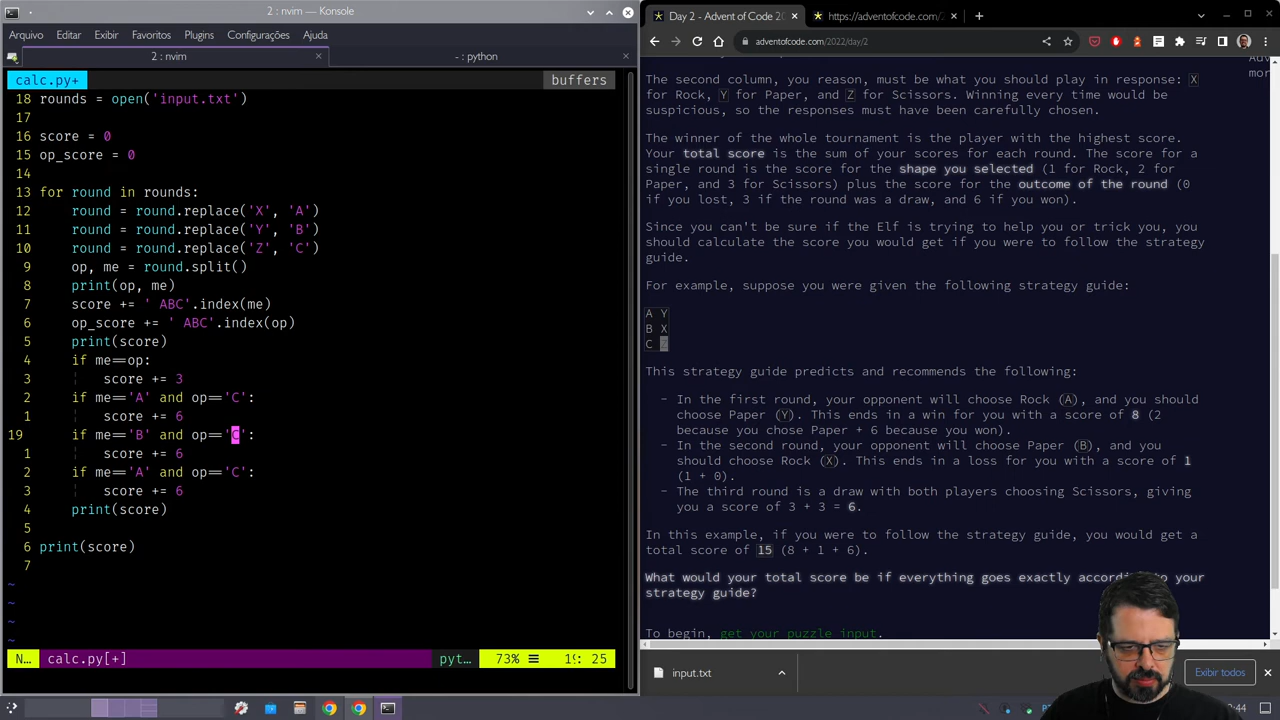 2 : nvim — Konsole
Arquivo Editar Exibir Favoritos Plugins Configurações Ajuda
2 : nvim
- : python
calc.py+
buffers
18 rounds = open('input.txt')
17
16 score = 0
15 op_score = 0
14
13 for round in rounds:
12 round = round.replace('X', 'A')
11 round = round.replace('Y', 'B')
10 round = round.replace('Z', 'C')
9 op, me = round.split()
8 print(op, me)
7 score += ' ABC'.index(me)
6 op_score += ' ABC'.index(op)
5 print(score)
4 if me==op:
3 score += 3
2 if me=='A' and op=='C':
1 score += 6
19 if me=='B' and op=='C':
1 score += 6
2 if me=='A' and op=='C':
3 score += 6
4 print(score)
5
6 print(score)
7
~
~
~
~
N… calc.py[+] pyt… 73% 19: 25
Day 2 - Advent of Code 20
https://adventofcode.com/
adventofcode.com/2022/day/2
Adv
mor
The second column, you reason, must be what you should play in response: X
for Rock, Y for Paper, and Z for Scissors. Winning every time would be
suspicious, so the responses must have been carefully chosen.
The winner of the whole tournament is the player with the highest score.
Your total score is the sum of your scores for each round. The score for a
single round is the score for the shape you selected (1 for Rock, 2 for
Paper, and 3 for Scissors) plus the score for the outcome of the round (0
if you lost, 3 if the round was a draw, and 6 if you won).
Since you can't be sure if the Elf is trying to help you or trick you, you
should calculate the score you would get if you were to follow the strategy
guide.
For example, suppose you were given the following strategy guide:
A Y
B X
C Z
This strategy guide predicts and recommends the following:
- In the first round, your opponent will choose Rock (A), and you should
choose Paper (Y). This ends in a win for you with a score of 8 (2
because you chose Paper + 6 because you won).
- In the second round, your opponent will choose Paper (B), and you
should choose Rock (X). This ends in a loss for you with a score of 1
(1 + 0).
- The third round is a draw with both players choosing Scissors, giving
you a score of 3 + 3 = 6.
In this example, if you were to follow the strategy guide, you would get a
total score of 15 (8 + 1 + 6).
What would your total score be if everything goes exactly according to your
strategy guide?
To begin, get your puzzle input.
input.txt
Exibir todos